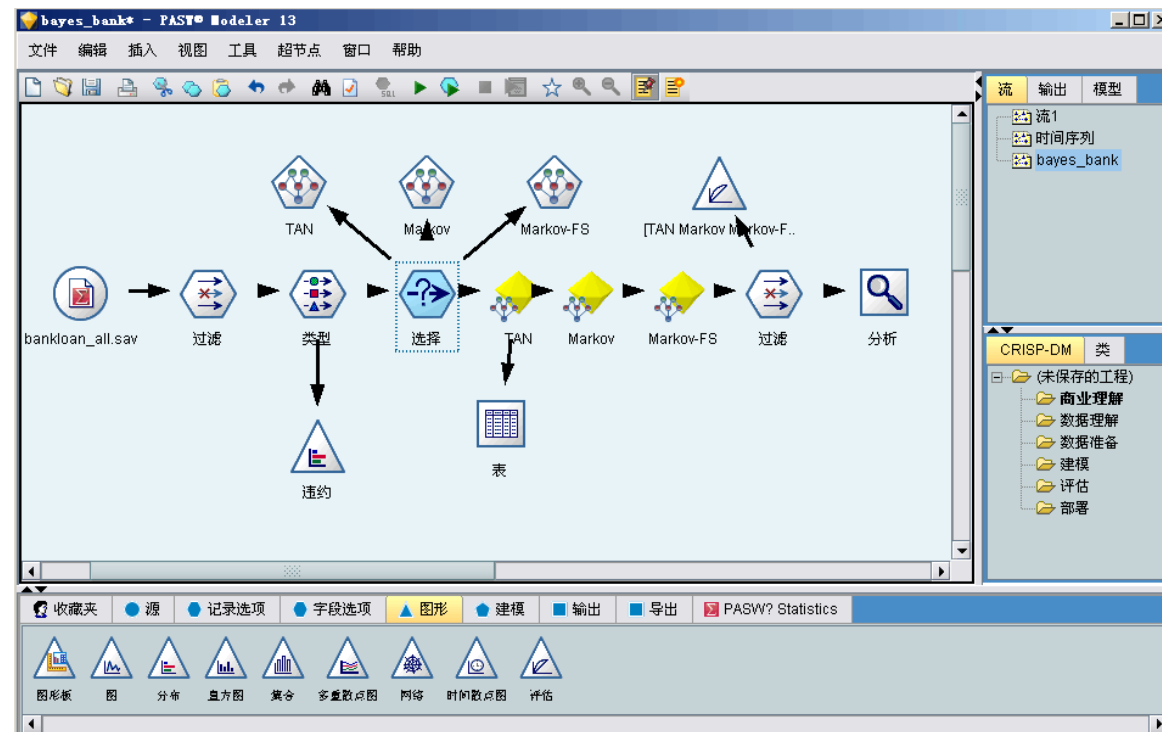 bayes_bank* - PASW® Modeler 13
文件 编辑 插入 视图 工具 超节点 窗口 帮助
SQL
流 输出 模型
流1
时间序列
bayes_bank
TAN Markov Markov-FS [TAN Markov Markov-F..
bankloan_all.sav 过滤 类型 选择 TAN Markov Markov-FS 过滤 分析
违约
表
CRISP-DM 类
(未保存的工程)
商业理解
数据理解
数据准备
建模
评估
部署
收藏夹 源 记录选项 字段选项 图形 建模 输出 导出 PASW? Statistics
图形板 图 分布 直方图 集合 多重散点图 网络 时间散点图 评估